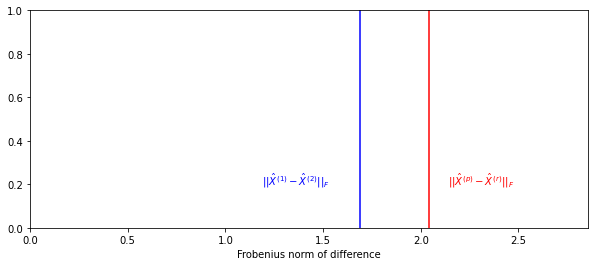 1.0
0.8
0.6
0.4
0.2
0.0
||X̂⁽¹⁾ − X̂⁽²⁾||_F
||X̂⁽ᵖ⁾ − X̂⁽ʳ⁾||_F
0.0 0.5 1.0 1.5 2.0 2.5
Frobenius norm of difference